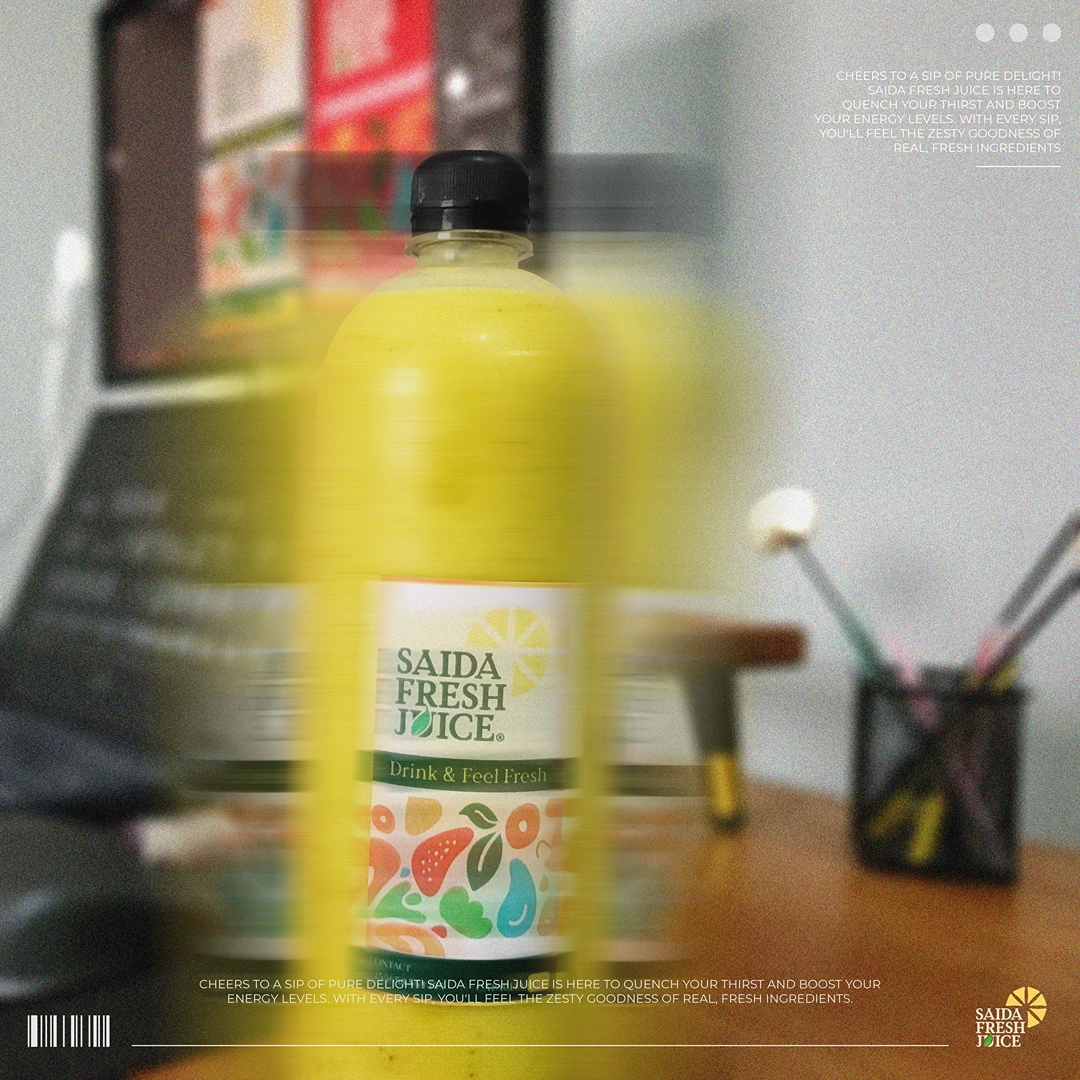 CHEERS TO A SIP OF PURE DELIGHT!
SAIDA FRESH JUICE IS HERE TO
QUENCH YOUR THIRST AND BOOST
YOUR ENERGY LEVELS. WITH EVERY SIP,
YOU'LL FEEL THE ZESTY GOODNESS OF
REAL, FRESH INGREDIENTS
SAIDA
FRESH
JUICE®
Drink & Feel Fresh
CHEERS TO A SIP OF PURE DELIGHT! SAIDA FRESH JUICE IS HERE TO QUENCH YOUR THIRST AND BOOST YOUR
ENERGY LEVELS. WITH EVERY SIP, YOU'LL FEEL THE ZESTY GOODNESS OF REAL, FRESH INGREDIENTS.
SAIDA
FRESH
JUICE